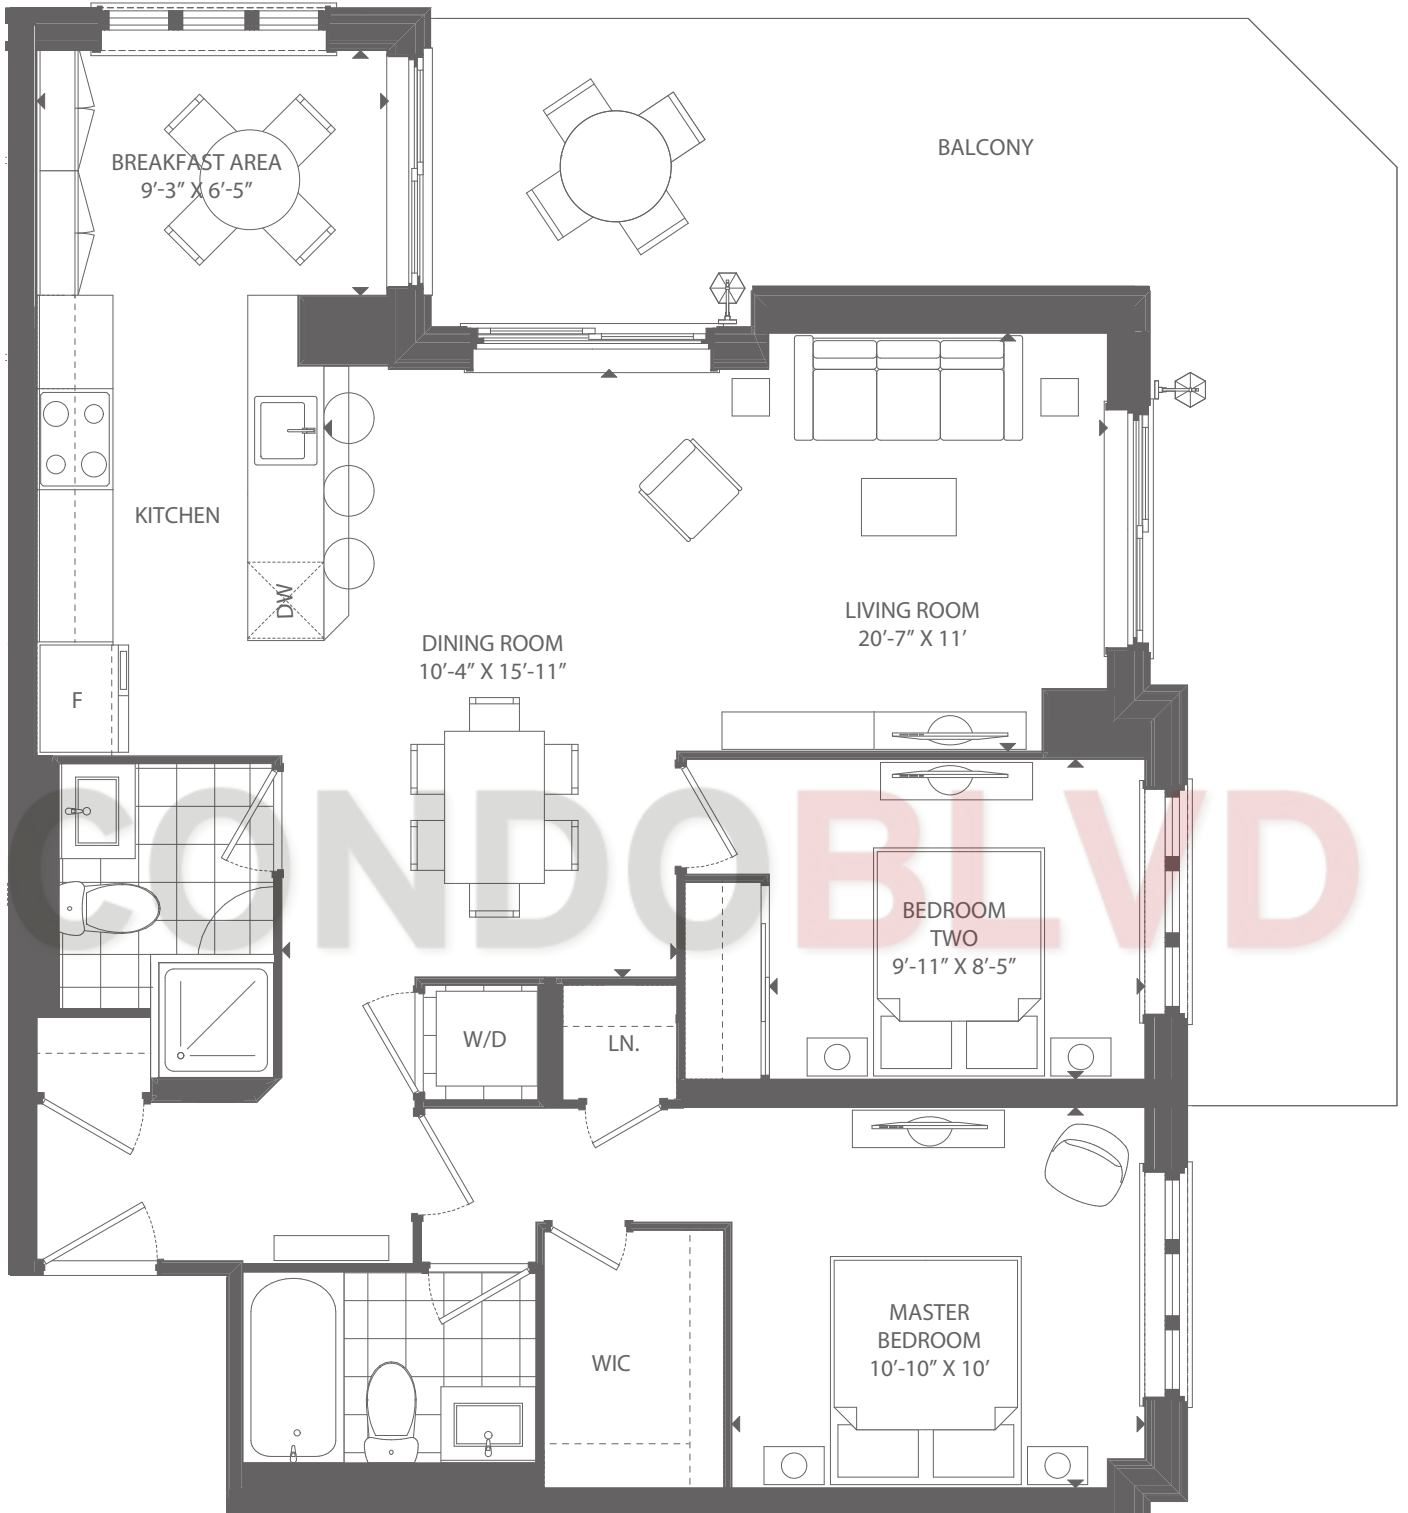 BALCONY
BREAKFAST AREA
9’-3” X 6’-5”
KITCHEN
DW
LIVING ROOM
20’-7” X 11’
DINING ROOM
10’-4” X 15’-11”
F
CONDOBLVD
BEDROOM
TWO
9’-11” X 8’-5”
W/D
LN.
MASTER
BEDROOM
10’-10” X 10’
WIC